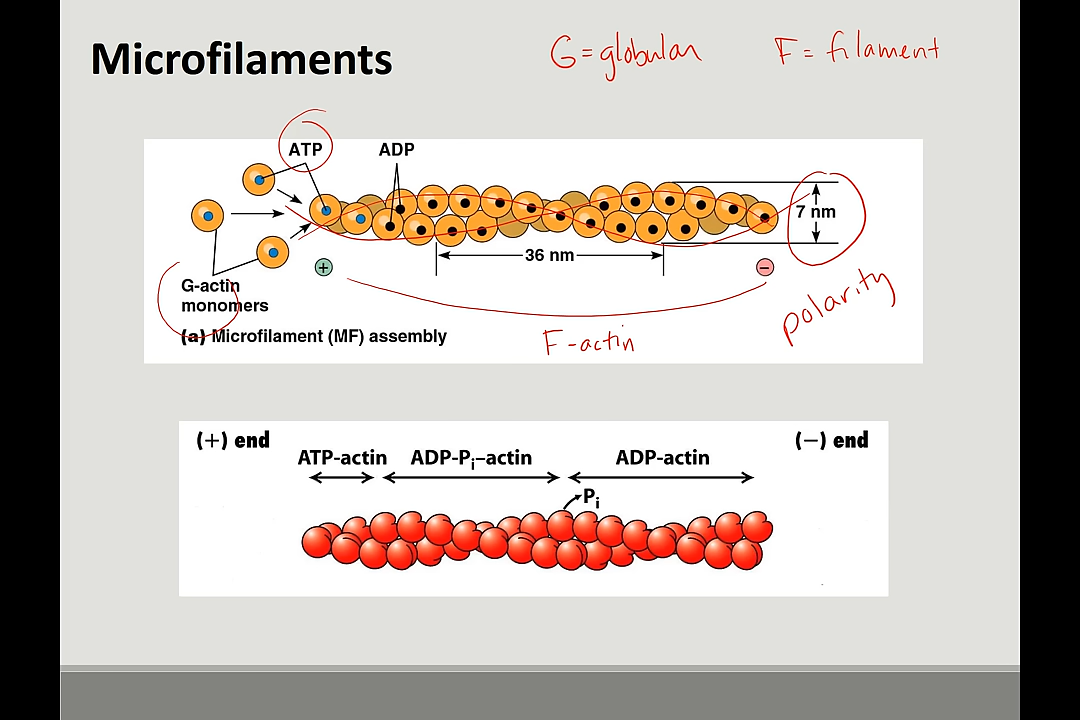 Microfilaments
G = globular
F = filament
ATP
ADP
7 nm
36 nm
+
−
G-actin
monomers
polarity
(a) Microfilament (MF) assembly
F-actin
(+) end
(−) end
ATP-actin
ADP-Pi–actin
ADP-actin
Pi